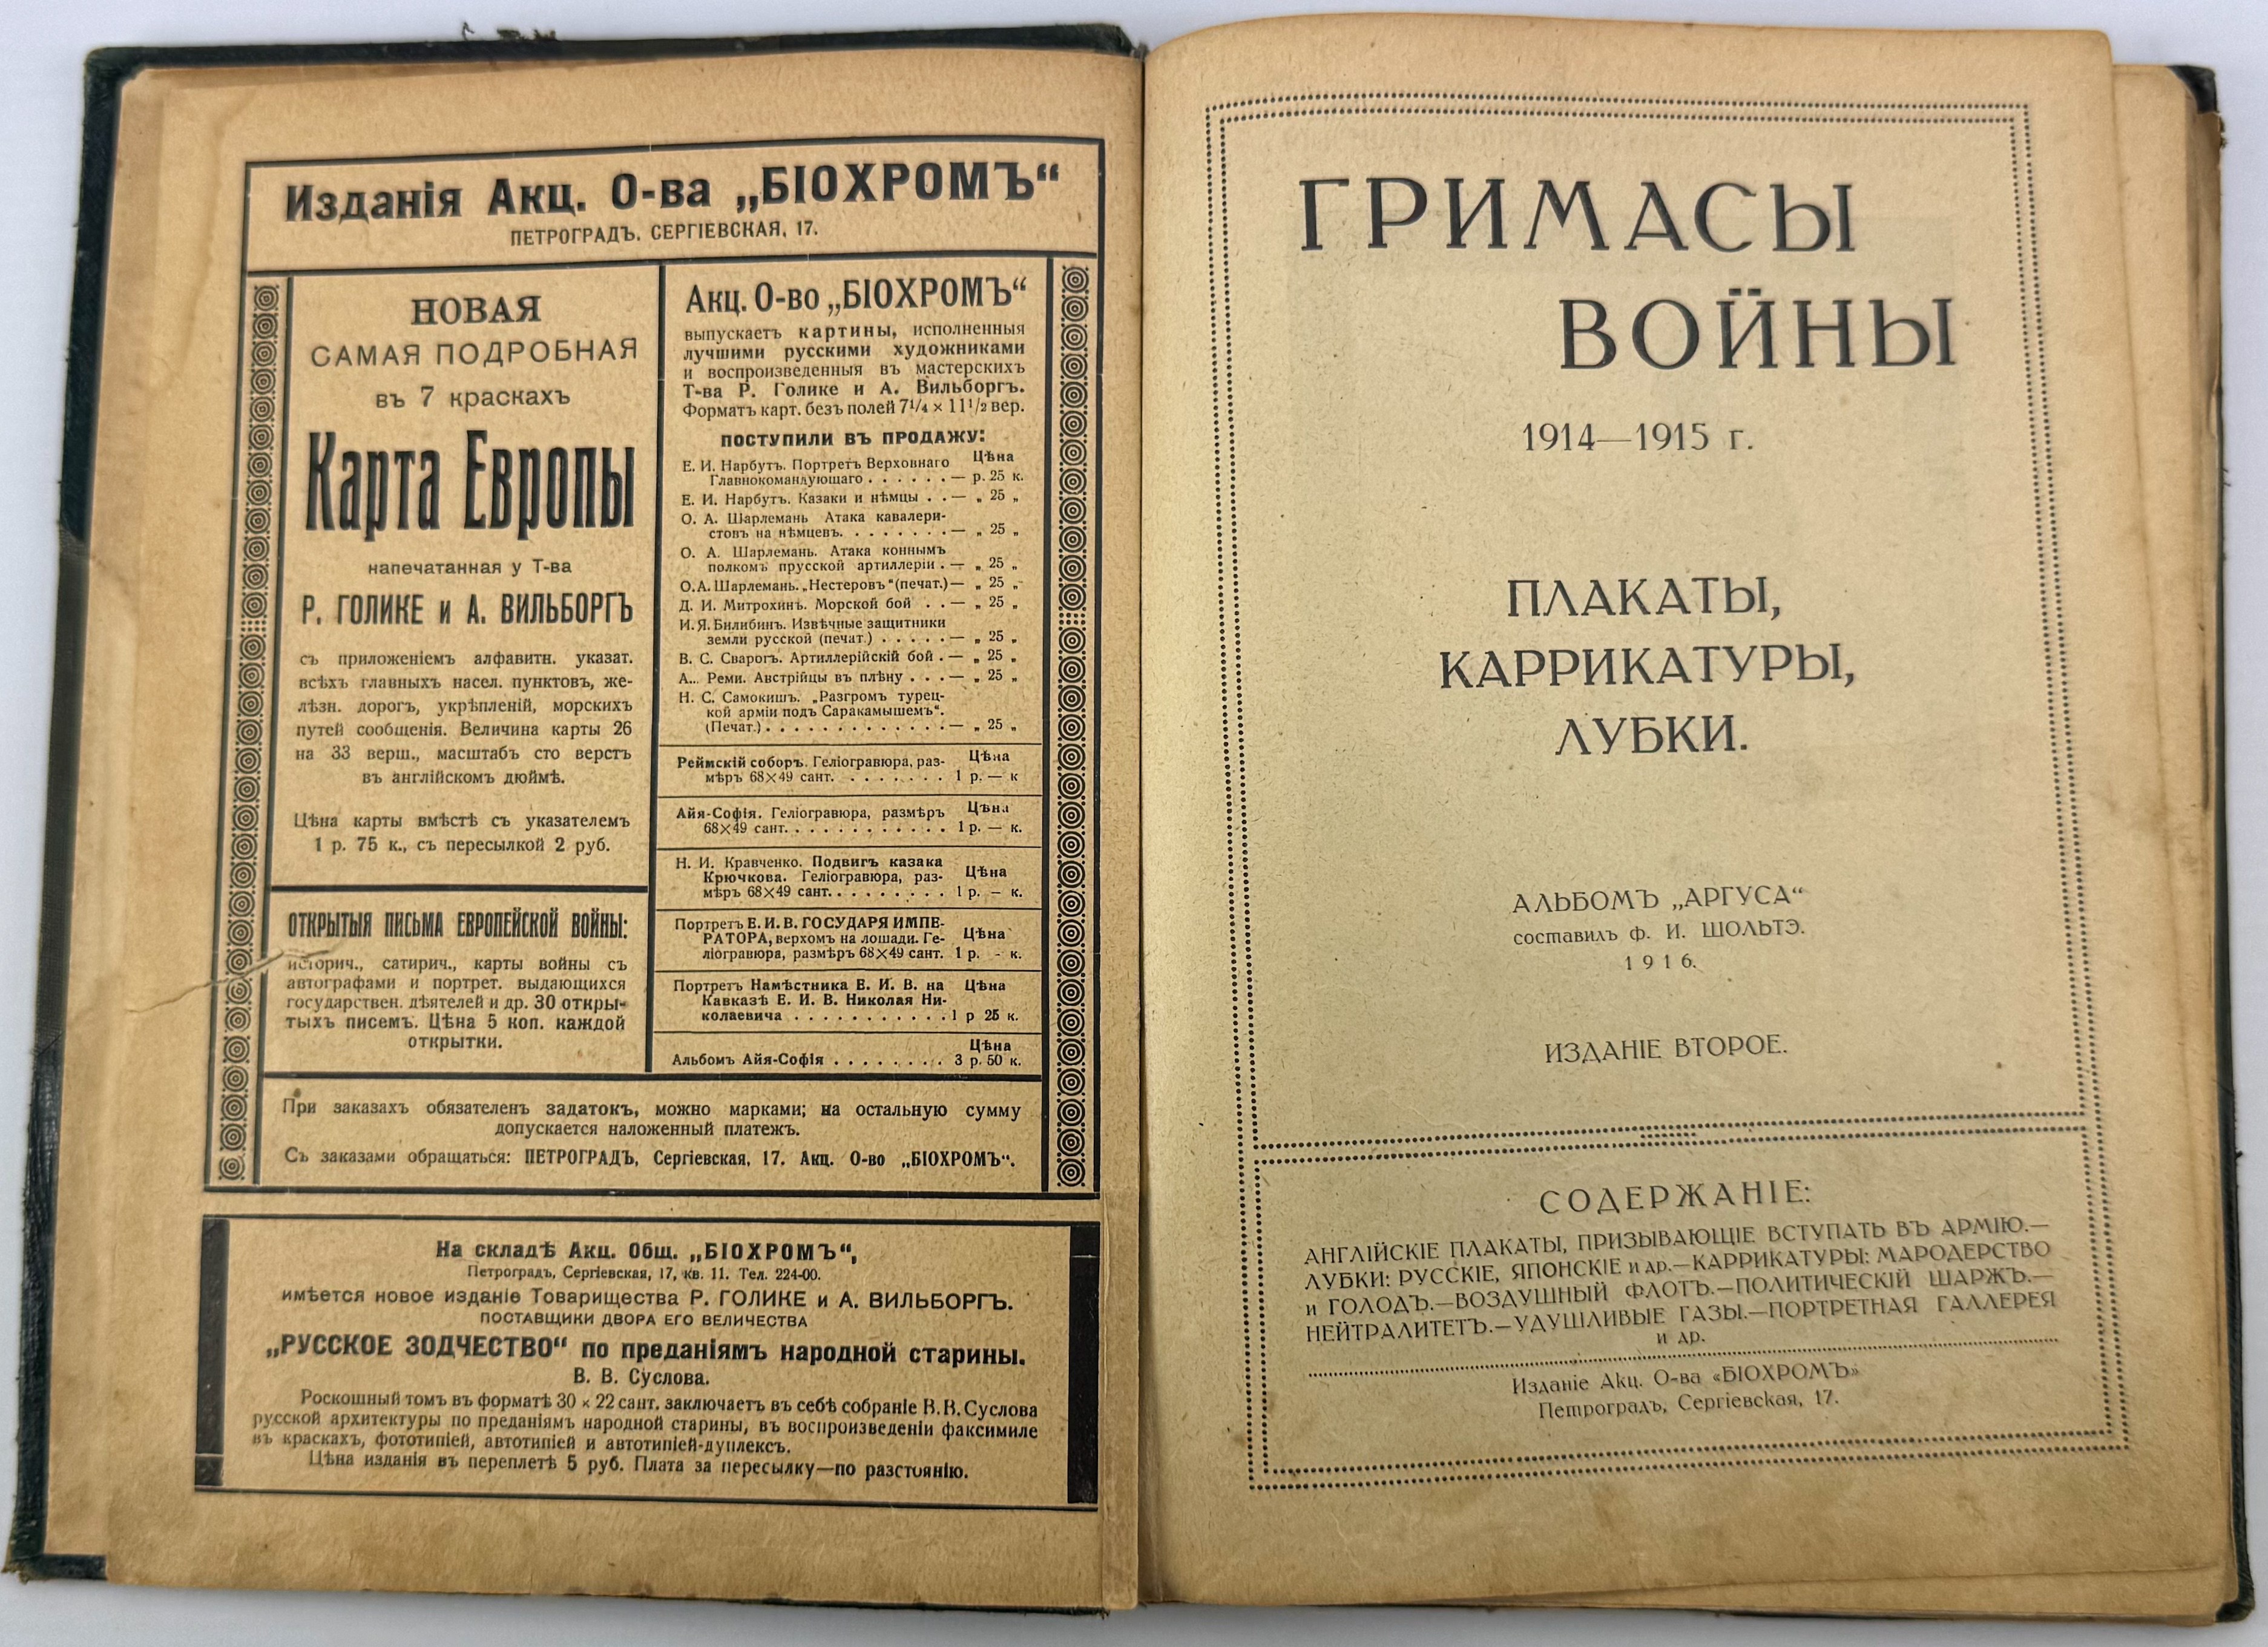 Изданія Акц. О-ва „БІОХРОМЪ“
ПЕТРОГРАДЪ, СЕРГІЕВСКАЯ, 17.
НОВАЯ
САМАЯ ПОДРОБНАЯ
въ 7 краскахъ
Карта Европы
напечатанная у Т-ва
Р. ГОЛИКЕ и А. ВИЛЬБОРГЪ
съ приложеніемъ алфавитн. указат.
всѣхъ главныхъ насел. пунктовъ, же-
лѣзн. дорогъ, укрѣпленій, морскихъ
путей сообщенія. Величина карты 26
на 33 верш., масштабъ сто верстъ
въ англійскомъ дюймѣ.
Цѣна карты вмѣстѣ съ указателемъ
1 р. 75 к., съ пересылкой 2 руб.
ОТКРЫТЫЯ ПИСЬМА ЕВРОПЕЙСКОЙ ВОЙНЫ:
историч., сатирич., карты войны съ
автографами и портрет. выдающихся
государствен. дѣятелей и др. 30 откры-
тыхъ писемъ. Цѣна 5 коп. каждой
открытки.
Акц. О-во „БІОХРОМЪ“
выпускаетъ картины, исполненныя
лучшими русскими художниками
и воспроизведенныя въ мастерскихъ
Т-ва Р. Голике и А. Вильборгъ.
Форматъ карт. безъ полей 7¹/₄ × 11¹/₂ вер.
ПОСТУПИЛИ ВЪ ПРОДАЖУ:
Цѣна
Е. И. Нарбутъ. Портретъ Верховнаго
Главнокомандующаго . . . . . . — р. 25 к.
Е. И. Нарбутъ. Казаки и нѣмцы . . — „ 25 „
О. А. Шарлемань Атака кавалери-
стовъ на нѣмцевъ. . . . . . . . — „ 25 „
О. А. Шарлемань. Атака коннымъ
полкомъ прусской артиллеріи . — „ 25 „
О.А. Шарлемань. „Нестеровъ“ (печат.) — „ 25 „
Д. И. Митрохинъ. Морской бой . . — „ 25 „
И. Я. Билибинъ. Извѣчные защитники
земли русской (печат.) . . . . . — „ 25 „
В. С. Сварогъ. Артиллерійскій бой . — „ 25 „
А... Реми. Австрійцы въ плѣну . . . — „ 25 „
Н. С. Самокишъ. „Разгромъ турец-
кой арміи подъ Саракамышемъ“.
(Печат.) . . . . . . . . . . . . . — „ 25 „
Реймскій соборъ. Геліогравюра, раз- Цѣна
мѣръ 68×49 сант. . . . . . . . 1 р. — к
Айя-Софія. Геліогравюра, размѣръ Цѣна
68×49 сант. . . . . . . . . . . . 1 р. — к.
Н. И. Кравченко. Подвигъ казака
Крючкова. Геліогравюра, раз- Цѣна
мѣръ 68×49 сант. . . . . . . . . 1 р. — к.
Портретъ Е. И. В. ГОСУДАРЯ ИМПЕ-
РАТОРА, верхомъ на лошади. Ге- Цѣна
ліогравюра, размѣръ 68×49 сант. 1 р. - к.
Портретъ Намѣстника Е. И. В. на Цѣна
Кавказѣ Е. И. В. Николая Ни-
колаевича . . . . . . . . . . . 1 р 25 к.
Цѣна
Альбомъ Айя-Софія . . . . . . . . 3 р. 50 к.
При заказахъ обязателенъ задатокъ, можно марками; на остальную сумму
допускается наложенный платежъ.
Съ заказами обращаться: ПЕТРОГРАДЪ, Сергіевская, 17. Акц. О-во „БІОХРОМЪ“.
На складѣ Акц. Общ. „БІОХРОМЪ“,
Петроградъ, Сергіевская, 17, кв. 11. Тел. 224-00.
имѣется новое изданіе Товарищества Р. ГОЛИКЕ и А. ВИЛЬБОРГЪ.
ПОСТАВЩИКИ ДВОРА ЕГО ВЕЛИЧЕСТВА
„РУССКОЕ ЗОДЧЕСТВО“ по преданіямъ народной старины.
В. В. Суслова.
Роскошный томъ въ форматѣ 30 × 22 сант. заключаетъ въ себѣ собраніе В. В. Суслова
русской архитектуры по преданіямъ народной старины, въ воспроизведеніи факсимиле
въ краскахъ, фототипіей, автотипіей и автотипіей-дуплексъ.
Цѣна изданія въ переплетѣ 5 руб. Плата за пересылку—по разстоянію.
ГРИМАСЫ
ВОЙНЫ
1914—1915 г.
ПЛАКАТЫ,
КАРРИКАТУРЫ,
ЛУБКИ.
АЛЬБОМЪ „АРГУСА“
составилъ Ф. И. ШОЛЬТЭ.
1916.
ИЗДАНІЕ ВТОРОЕ.
СОДЕРЖАНІЕ:
АНГЛІЙСКІЕ ПЛАКАТЫ, ПРИЗЫВАЮЩІЕ ВСТУПАТЬ ВЪ АРМІЮ.—
ЛУБКИ: РУССКІЕ, ЯПОНСКІЕ и др.—КАРРИКАТУРЫ: МАРОДЕРСТВО
и ГОЛОДЪ.—ВОЗДУШНЫЙ ФЛОТЪ.—ПОЛИТИЧЕСКІЙ ШАРЖЪ.—
НЕЙТРАЛИТЕТЪ.—УДУШЛИВЫЕ ГАЗЫ.—ПОРТРЕТНАЯ ГАЛЛЕРЕЯ
и др.
Изданіе Акц. О-ва «БІОХРОМЪ»
Петроградъ, Сергіевская, 17.